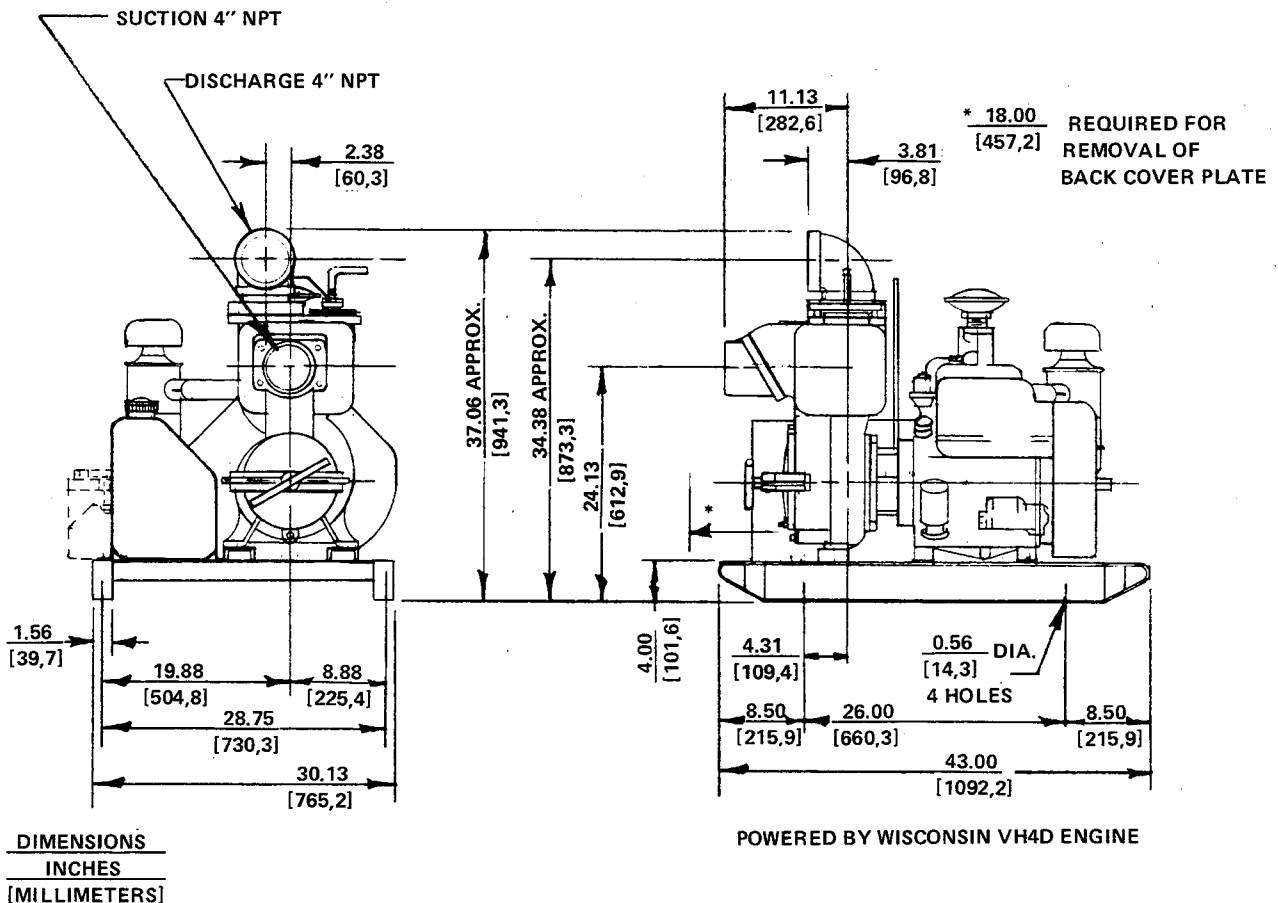 SUCTION 4″ NPT
DISCHARGE 4″ NPT
2.38
[60,3]
11.13
[282,6]
3.81
[96,8]
* 18.00
[457,2]
REQUIRED FOR
REMOVAL OF
BACK COVER PLATE
37.06 APPROX.
[941,3]
34.38 APPROX.
[873,3]
24.13
[612,9]
*
4.00
[101,6]
1.56
[39,7]
19.88
[504,8]
8.88
[225,4]
28.75
[730,3]
30.13
[765,2]
4.31
[109,4]
0.56 DIA.
[14,3]
4 HOLES
8.50
[215,9]
26.00
[660,3]
8.50
[215,9]
43.00
[1092,2]
DIMENSIONS
INCHES
[MILLIMETERS]
POWERED BY WISCONSIN VH4D ENGINE